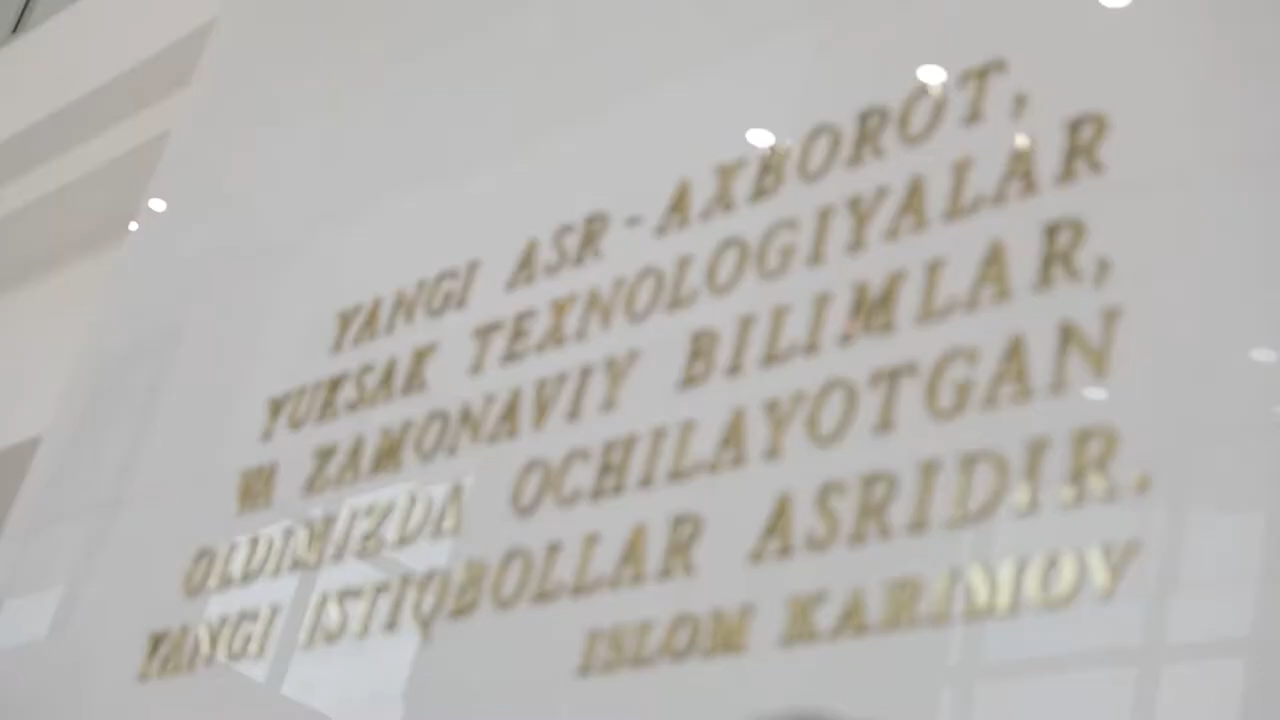 YANGI ASR - AXBOROT,
YUKSAK TEXNOLOGIYALAR
VA ZAMONAVIY BILIMLAR,
OLDIMIZDA OCHILAYOTGAN
YANGI ISTIQBOLLAR ASRIDIR.
ISLOM KARIMOV